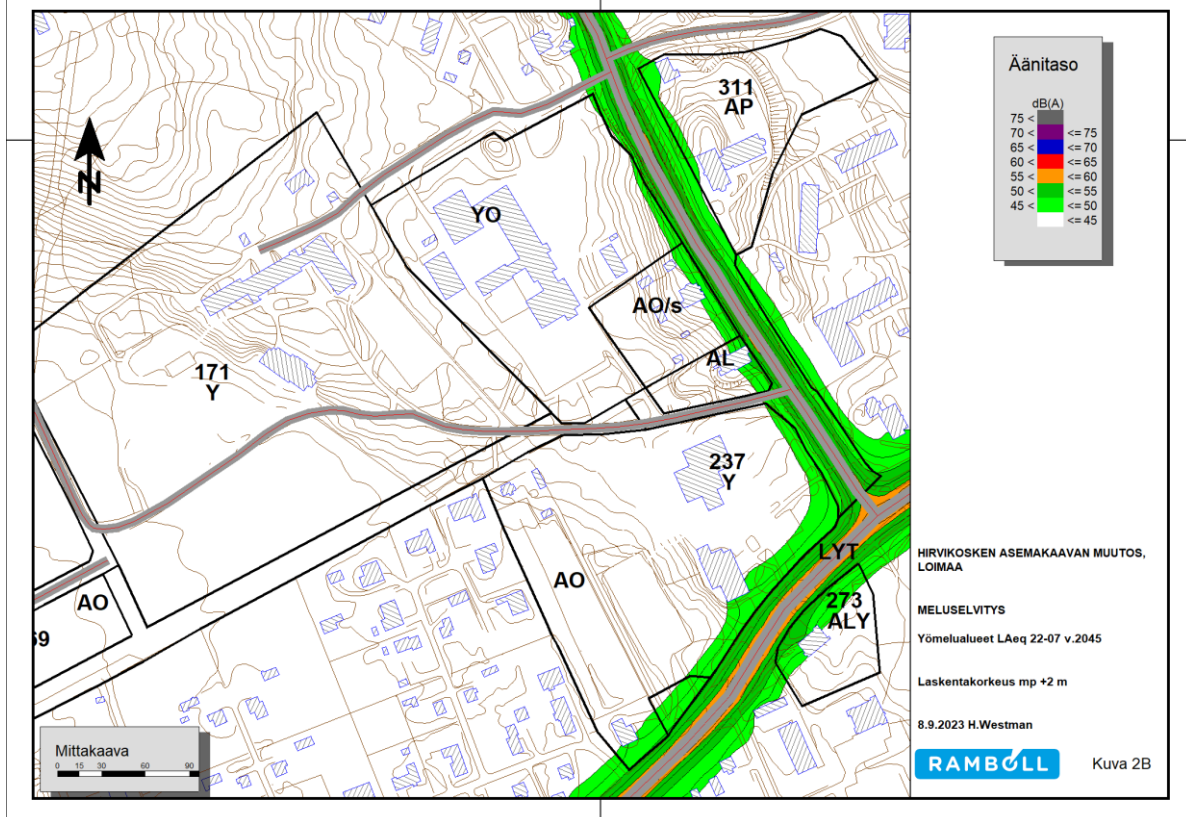 311
AP
YO
AO/s
AL
171
Y
237
Y
AO
LYT
273
ALY
AO
69
N
Mittakaava
0 15 30 60 90
Äänitaso
dB(A)
75 <
70 < <= 75
65 < <= 70
60 < <= 65
55 < <= 60
50 < <= 55
45 < <= 50
<= 45
HIRVIKOSKEN ASEMAKAAVAN MUUTOS,
LOIMAA
MELUSELVITYS
Yömelualueet LAeq 22-07 v.2045
Laskentakorkeus mp +2 m
8.9.2023 H.Westman
RAMBOLL Kuva 2B